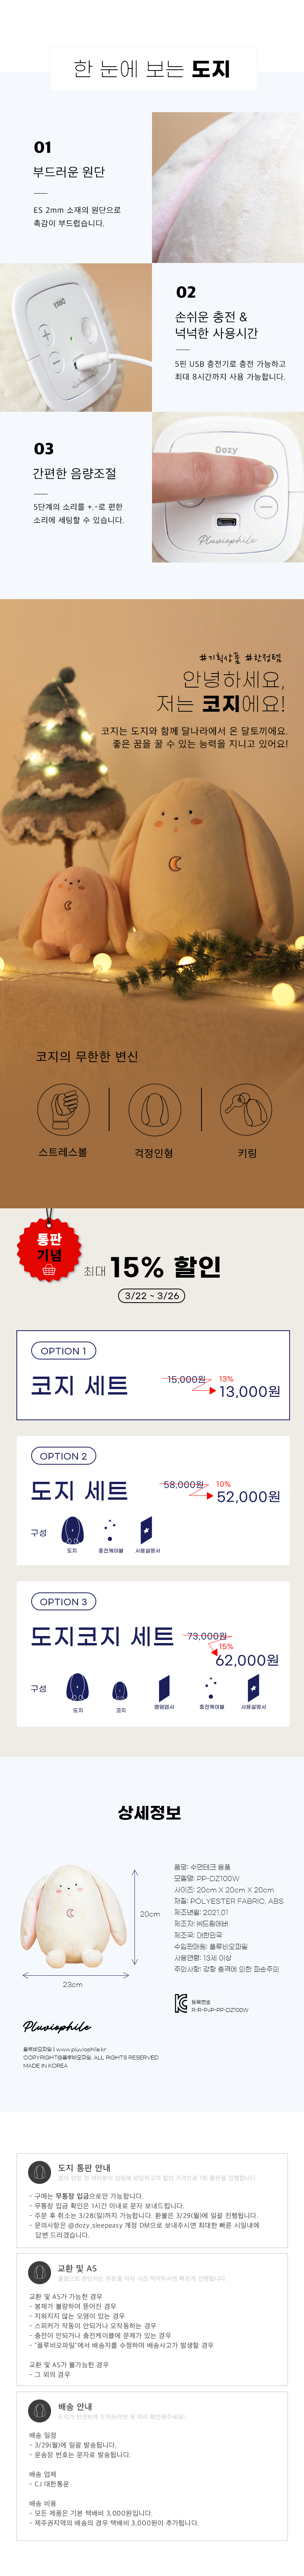 한 눈에 보는 도지
01
부드러운 원단
ES 2mm 소재의 원단으로
촉감이 부드럽습니다.
Dozy
02
손쉬운 충전 &
넉넉한 사용시간
5핀 USB 충전기로 충전 가능하고
최대 8시간까지 사용 가능합니다.
03
간편한 음량조절
5단계의 소리를 +,-로 편한
소리에 세팅할 수 있습니다.
Dozy
Pluviophile
#기획상품 #한정템
안녕하세요,
저는 코지에요!
코지는 도지와 함께 달나라에서 온 달토끼에요.
좋은 꿈을 꿀 수 있는 능력을 지니고 있어요!
코지의 무한한 변신
스트레스볼
걱정인형
키링
통판
기념
최대 15% 할인
3/22 ~ 3/26
OPTION 1
코지 세트
15,000원
13%
13,000원
OPTION 2
도지 세트
58,000원
10%
52,000원
구성
도지
충전케이블
사용설명서
OPTION 3
도지코지 세트
73,000원
15%
62,000원
구성
도지
코지
랜덤엽서
충전케이블
사용설명서
상세정보
20cm
23cm
품명: 수면테크 용품
모델명: PP-DZ100W
사이즈: 20cm X 20cm X 20cm
재질: POLYESTER FABRIC, ABS
제조년월: 2021.01
제조자: ㈜드림에버
제조국: 대한민국
수입판매원: 플루비오파일
사용연령: 13세 이상
주의사항: 강항 충격에 의한 파손주의
등록번호
R-R-PvP-PP-DZ100W
Pluviophile
플루비오파일 | www.pluviophile.kr
COPYRIGHT@플루비오파일. ALL RIGHTS RESERVED
MADE IN KOREA
도지 통판 안내
- 구매는 무통장 입금으로만 가능합니다.
- 무통장 입금 확인은 1시간 이내로 문자 보내드립니다.
- 주문 후 취소는 3/28(일)까지 가능합니다. 환불은 3/29(월)에 일괄 진행됩니다.
- 문의사항은 @dozy_sleepeasy 계정 DM으로 보내주시면 최대한 빠른 시일내에
답변 드리겠습니다.
교환 및 AS
교환 및 AS가 가능한 경우
- 봉제가 불량하여 뜯어진 경우
- 지워지지 않는 오염이 있는 경우
- 스피커가 작동이 안되거나 오작동하는 경우
- 충전이 안되거나 충전케이블에 문제가 있는 경우
- "플루비오파일"에서 배송지를 수정하여 배송사고가 발생할 경우
교환 및 AS가 불가능한 경우
- 그 외의 경우
배송 안내
배송 일정
- 3/29(월)에 일괄 발송됩니다.
- 운송장 번호는 문자로 발송됩니다.
배송 업체
- CJ 대한통운
배송 비용
- 모든 제품은 기본 택배비 3,000원입니다.
- 제주권지역의 배송의 경우 택배비 3,000원이 추가됩니다.